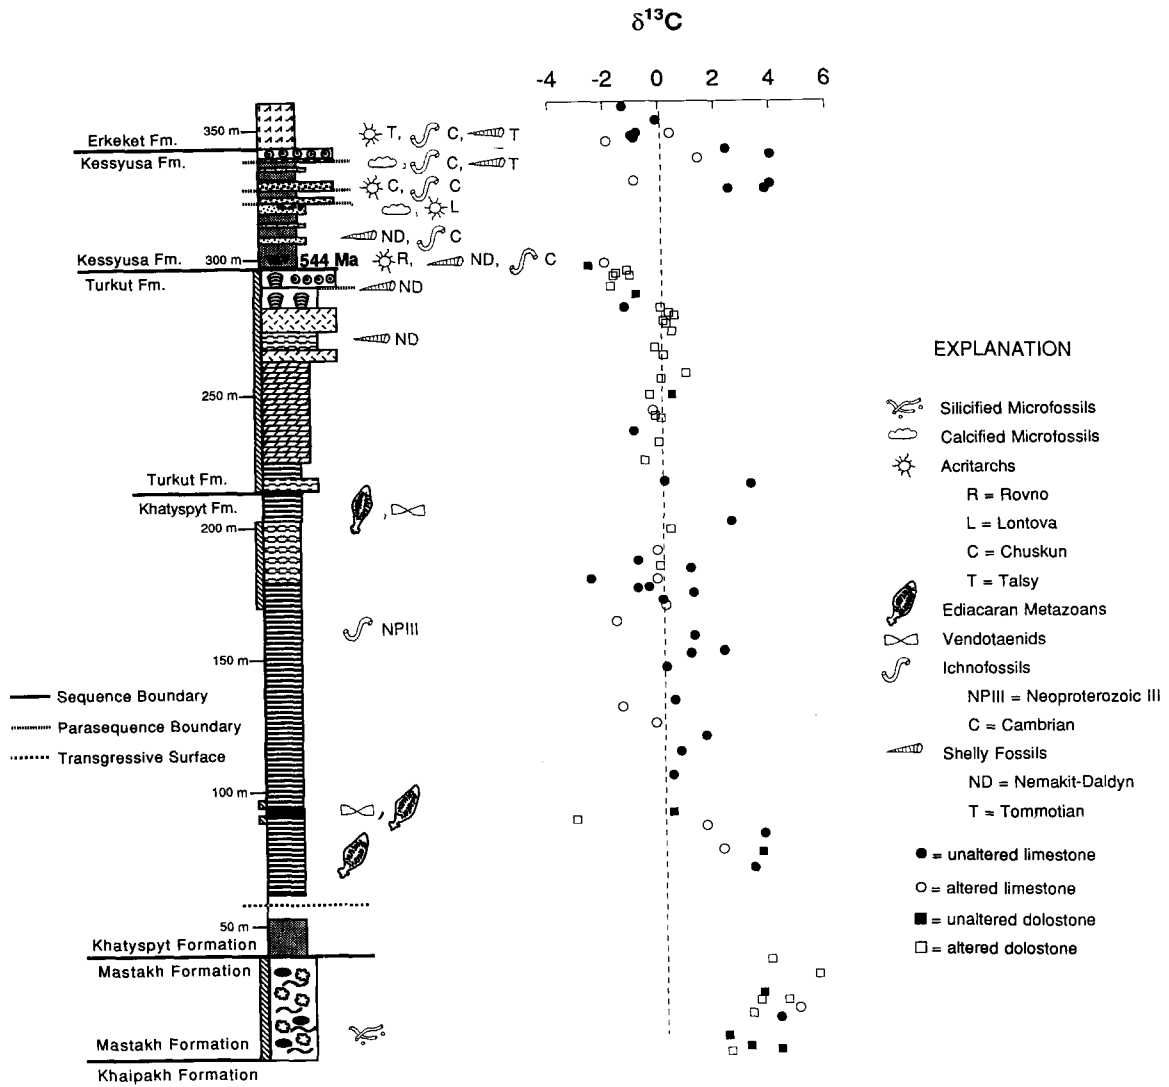 δ13C
-4 -2 0 2 4 6
350 m
Erkeket Fm.
T, C, T
Kessyusa Fm.
C, T
C, C
, L
ND, C
Kessyusa Fm. 300 m 544 Ma R, ND, C
Turkut Fm.
ND
ND
EXPLANATION
250 m
Silicified Microfossils
Calcified Microfossils
Acritarchs
R = Rovno
L = Lontova
C = Chuskun
T = Talsy
Turkut Fm.
Khatyspyt Fm.
,
200 m
Ediacaran Metazoans
Vendotaenids
Ichnofossils
NPIII = Neoproterozoic III
C = Cambrian
Shelly Fossils
ND = Nemakit-Daldyn
T = Tommotian
NPIII
150 m
Sequence Boundary
Parasequence Boundary
Transgressive Surface
100 m
,
= unaltered limestone
= altered limestone
= unaltered dolostone
= altered dolostone
50 m
Khatyspyt Formation
Mastakh Formation
Mastakh Formation
Khaipakh Formation